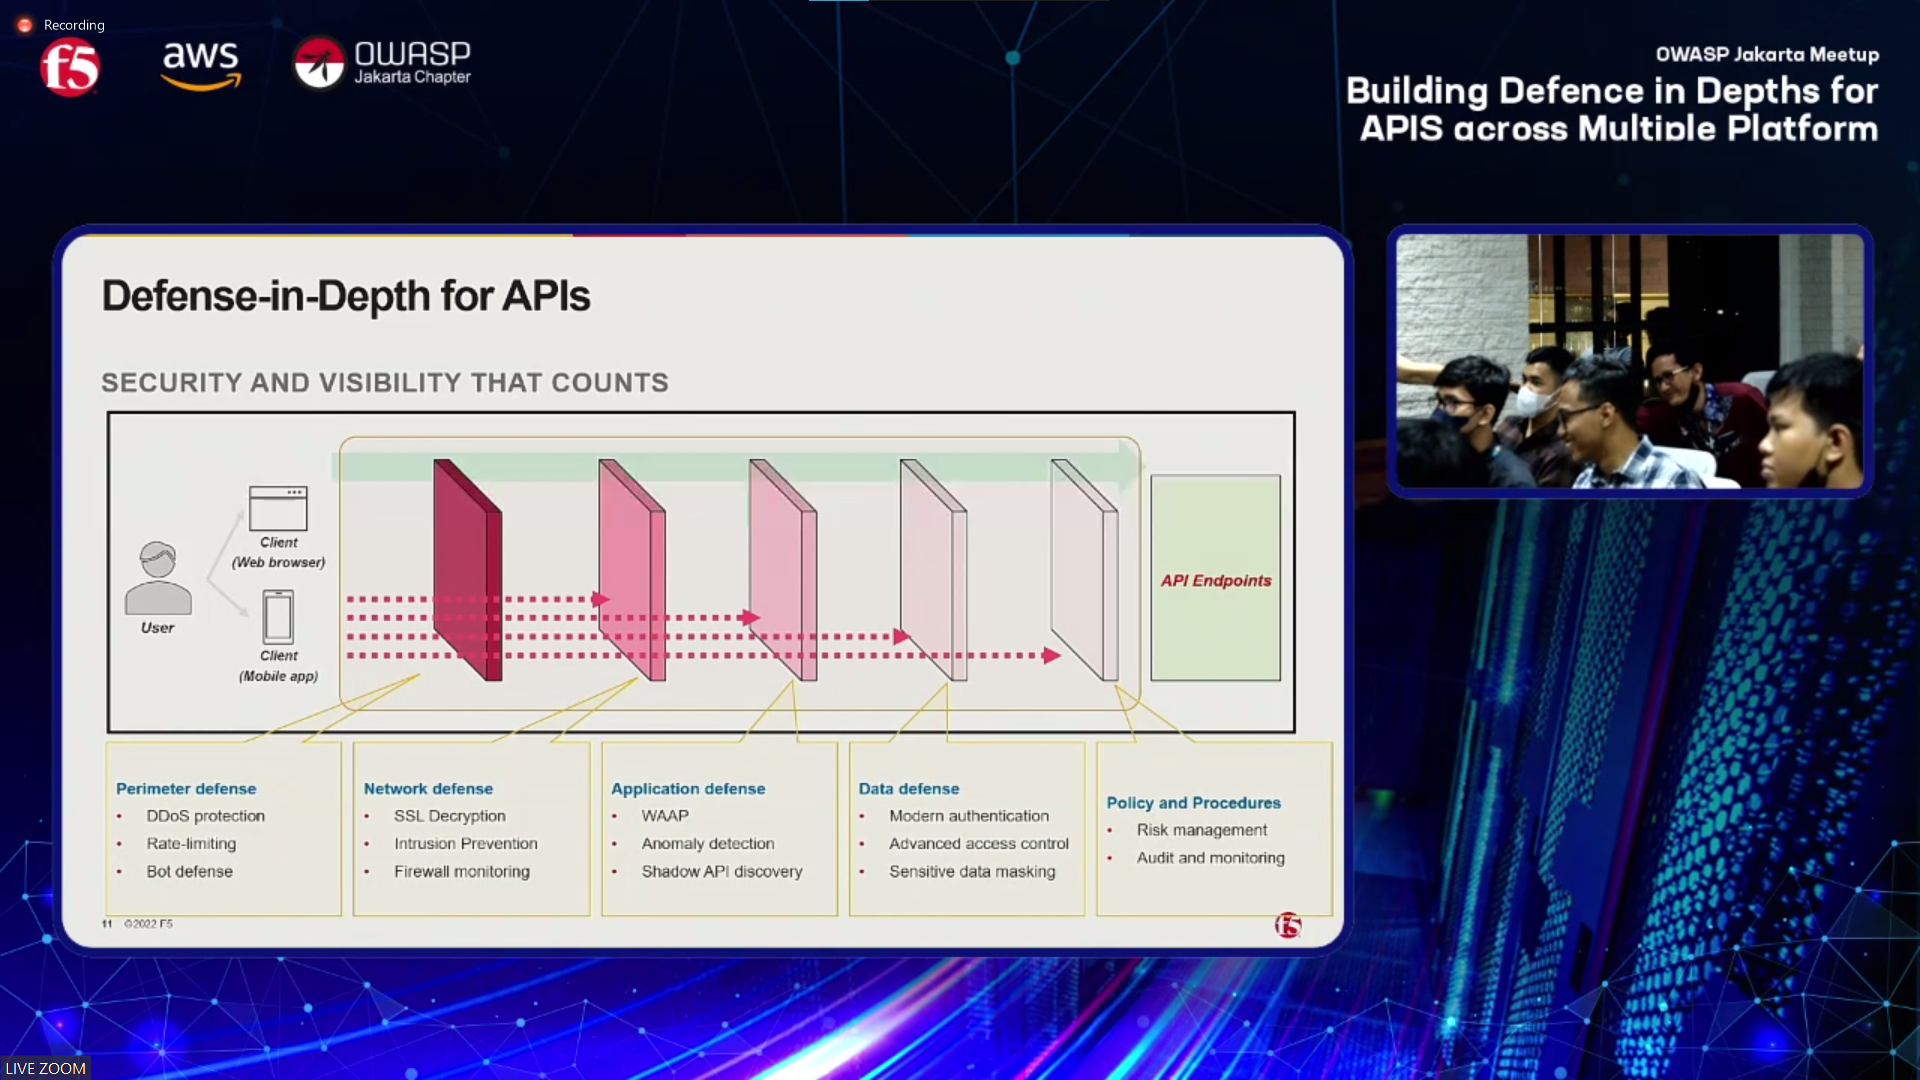 Recording
f5
aws
OWASP
Jakarta Chapter
OWASP Jakarta Meetup
Building Defence in Depths for
APIS across Multiple Platform
Defense-in-Depth for APIs
SECURITY AND VISIBILITY THAT COUNTS
User
Client
(Web browser)
Client
(Mobile app)
API Endpoints
Perimeter defense
• DDoS protection
• Rate-limiting
• Bot defense
Network defense
• SSL Decryption
• Intrusion Prevention
• Firewall monitoring
Application defense
• WAAP
• Anomaly detection
• Shadow API discovery
Data defense
• Modern authentication
• Advanced access control
• Sensitive data masking
Policy and Procedures
• Risk management
• Audit and monitoring
11 ©2022 F5
f5
LIVE ZOOM